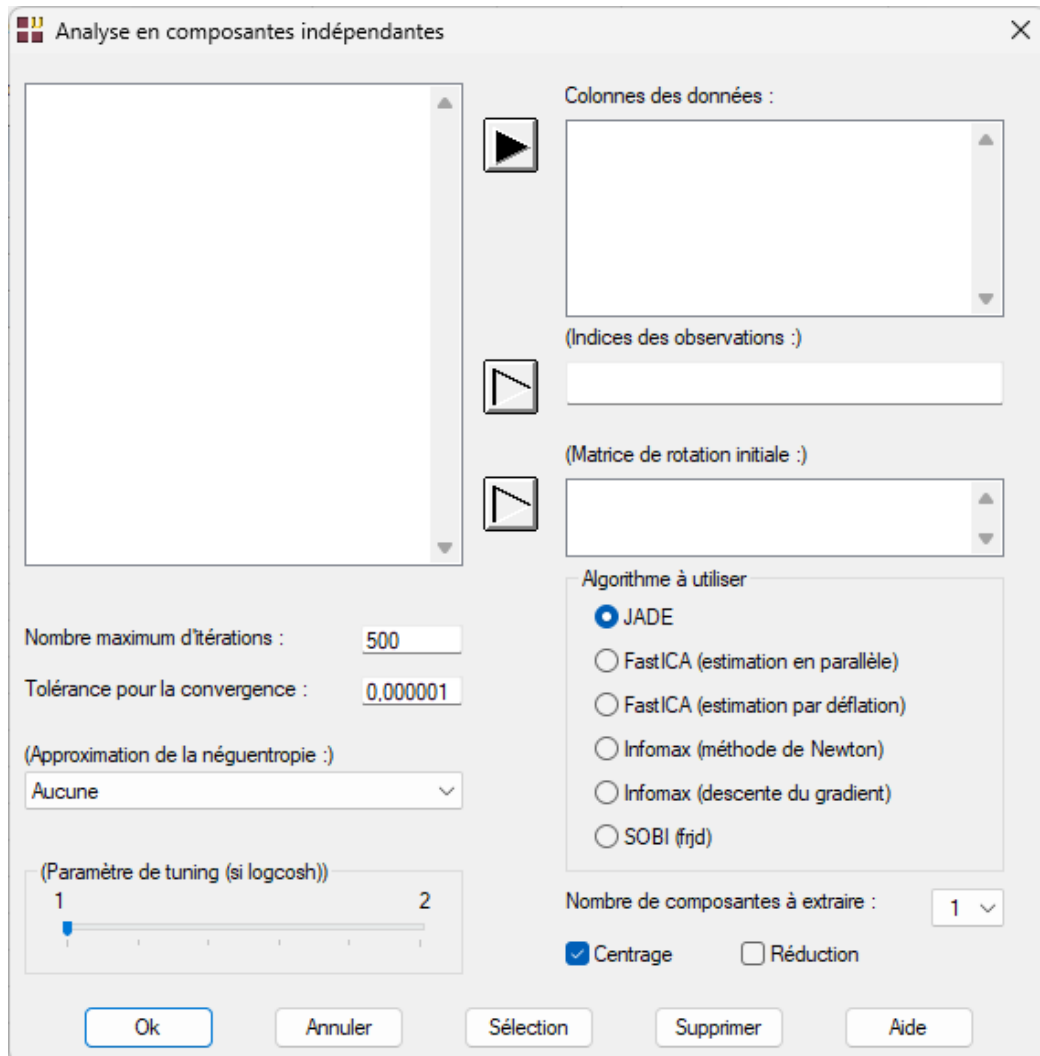 Analyse en composantes indépendantes
Colonnes des données :
(Indices des observations :)
(Matrice de rotation initiale :)
Algorithme à utiliser
JADE
FastICA (estimation en parallèle)
FastICA (estimation par déflation)
Infomax (méthode de Newton)
Infomax (descente du gradient)
SOBI (frjd)
Nombre maximum d'itérations : 500
Tolérance pour la convergence : 0,000001
(Approximation de la néguentropie :)
Aucune
(Paramètre de tuning (si logcosh))
1 2
Nombre de composantes à extraire : 1
Centrage Réduction
Ok Annuler Sélection Supprimer Aide